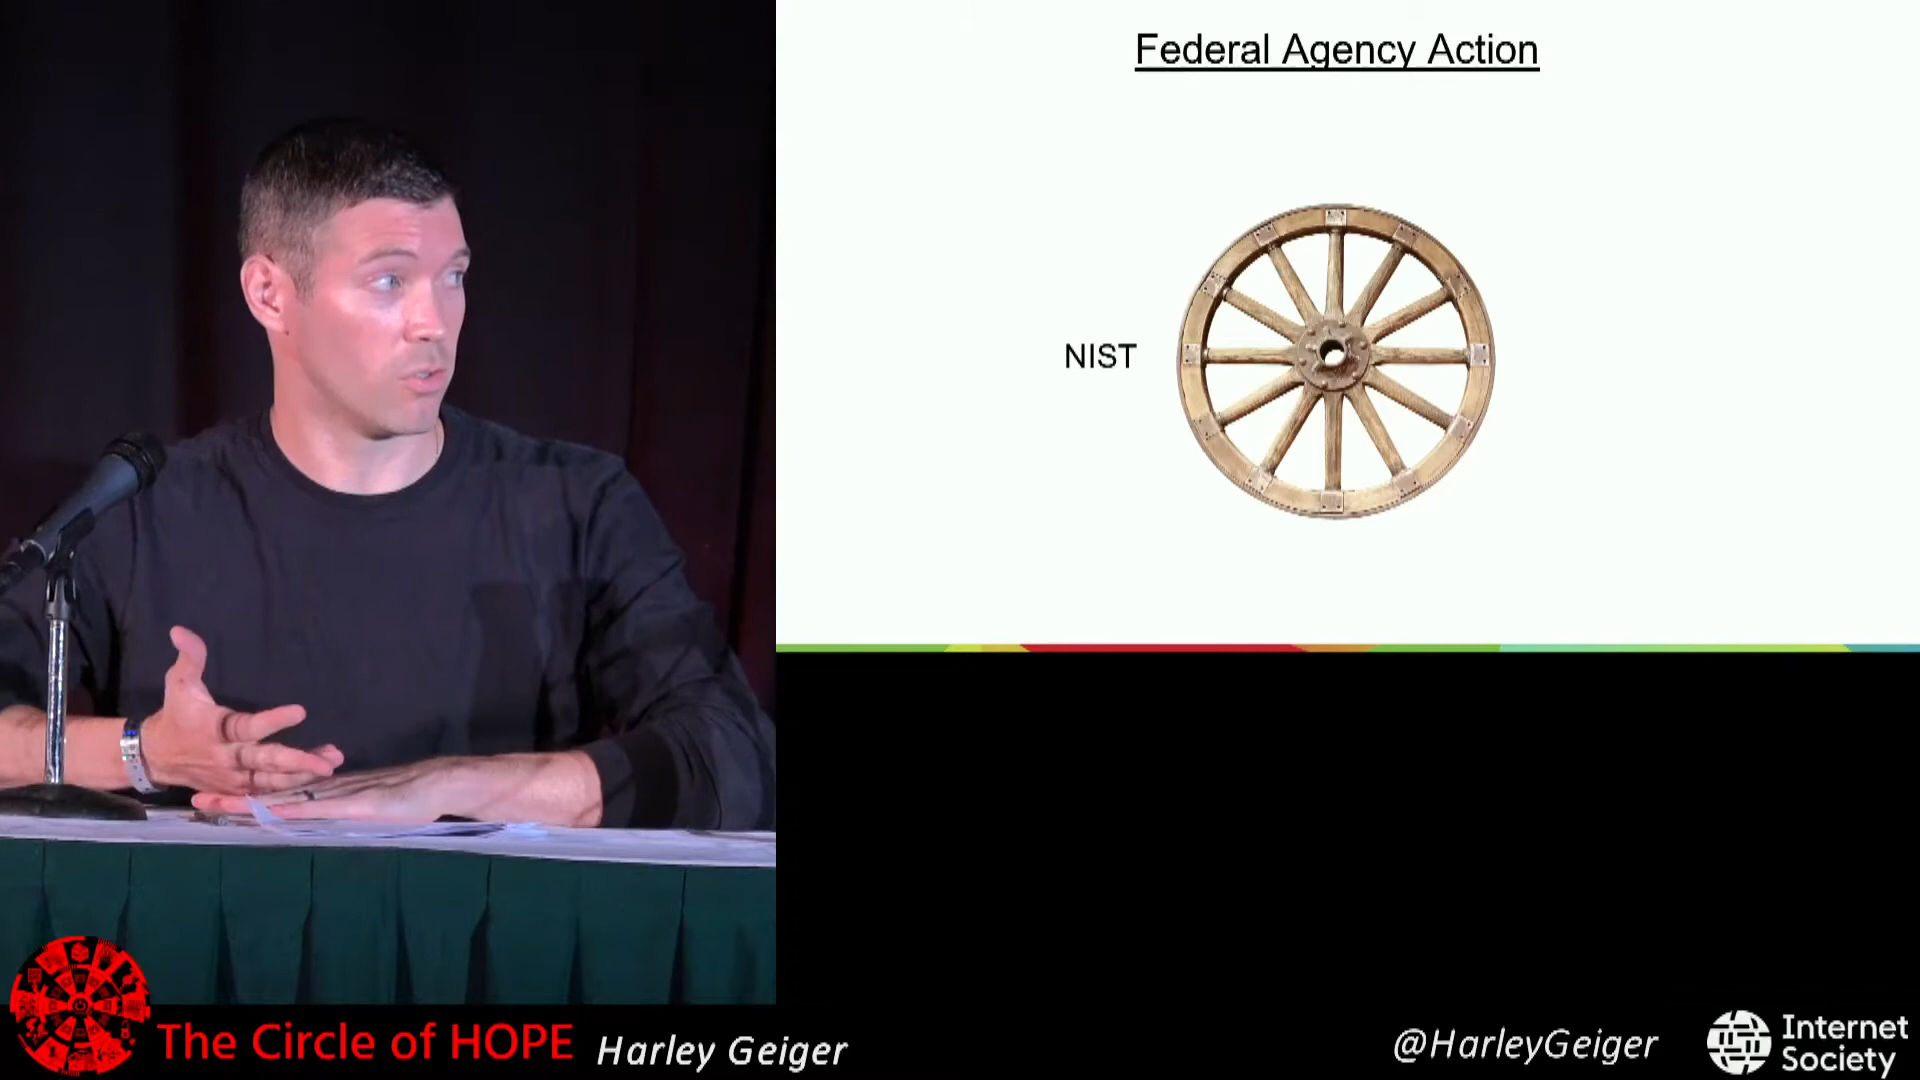 Federal Agency Action
NIST
The Circle of HOPE
Harley Geiger
@HarleyGeiger
Internet
Society